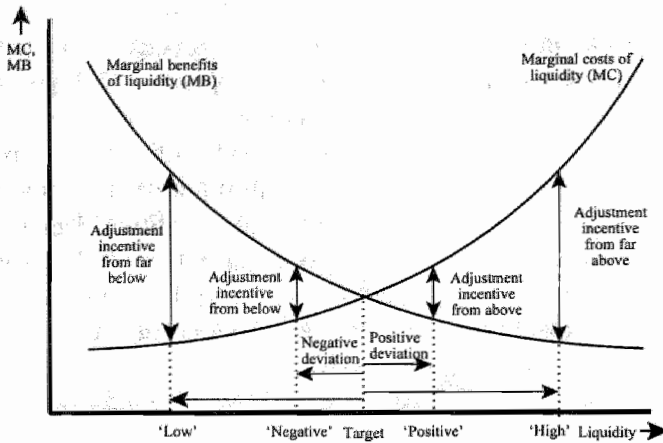 MC,
MB
Marginal benefits
of liquidity (MB)
Marginal costs of
liquidity (MC)
Adjustment
incentive
from far
below
Adjustment
incentive
from below
Adjustment
incentive
from above
Adjustment
incentive
from far
above
Negative
deviation
Positive
deviation
'Low'
'Negative'
Target
'Positive'
'High'
Liquidity